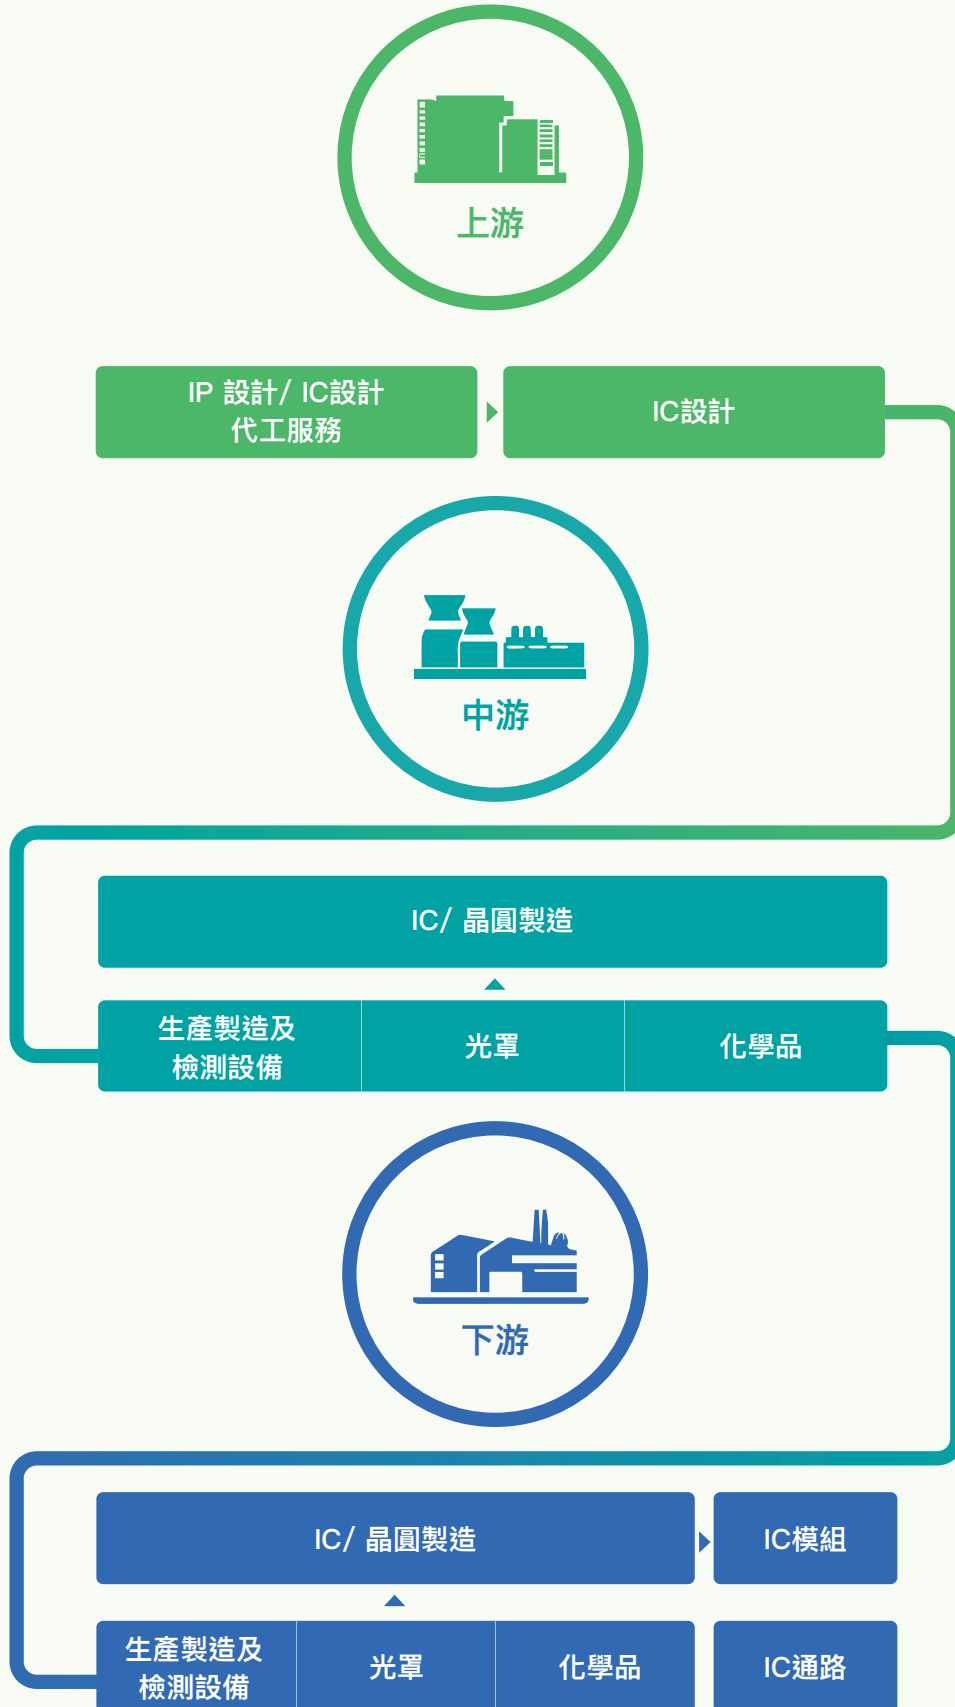 上游
IP 設計/ IC設計
代工服務
IC設計
中游
IC/ 晶圓製造
生產製造及
檢測設備
光罩
化學品
下游
IC/ 晶圓製造
IC模組
生產製造及
檢測設備
光罩
化學品
IC通路